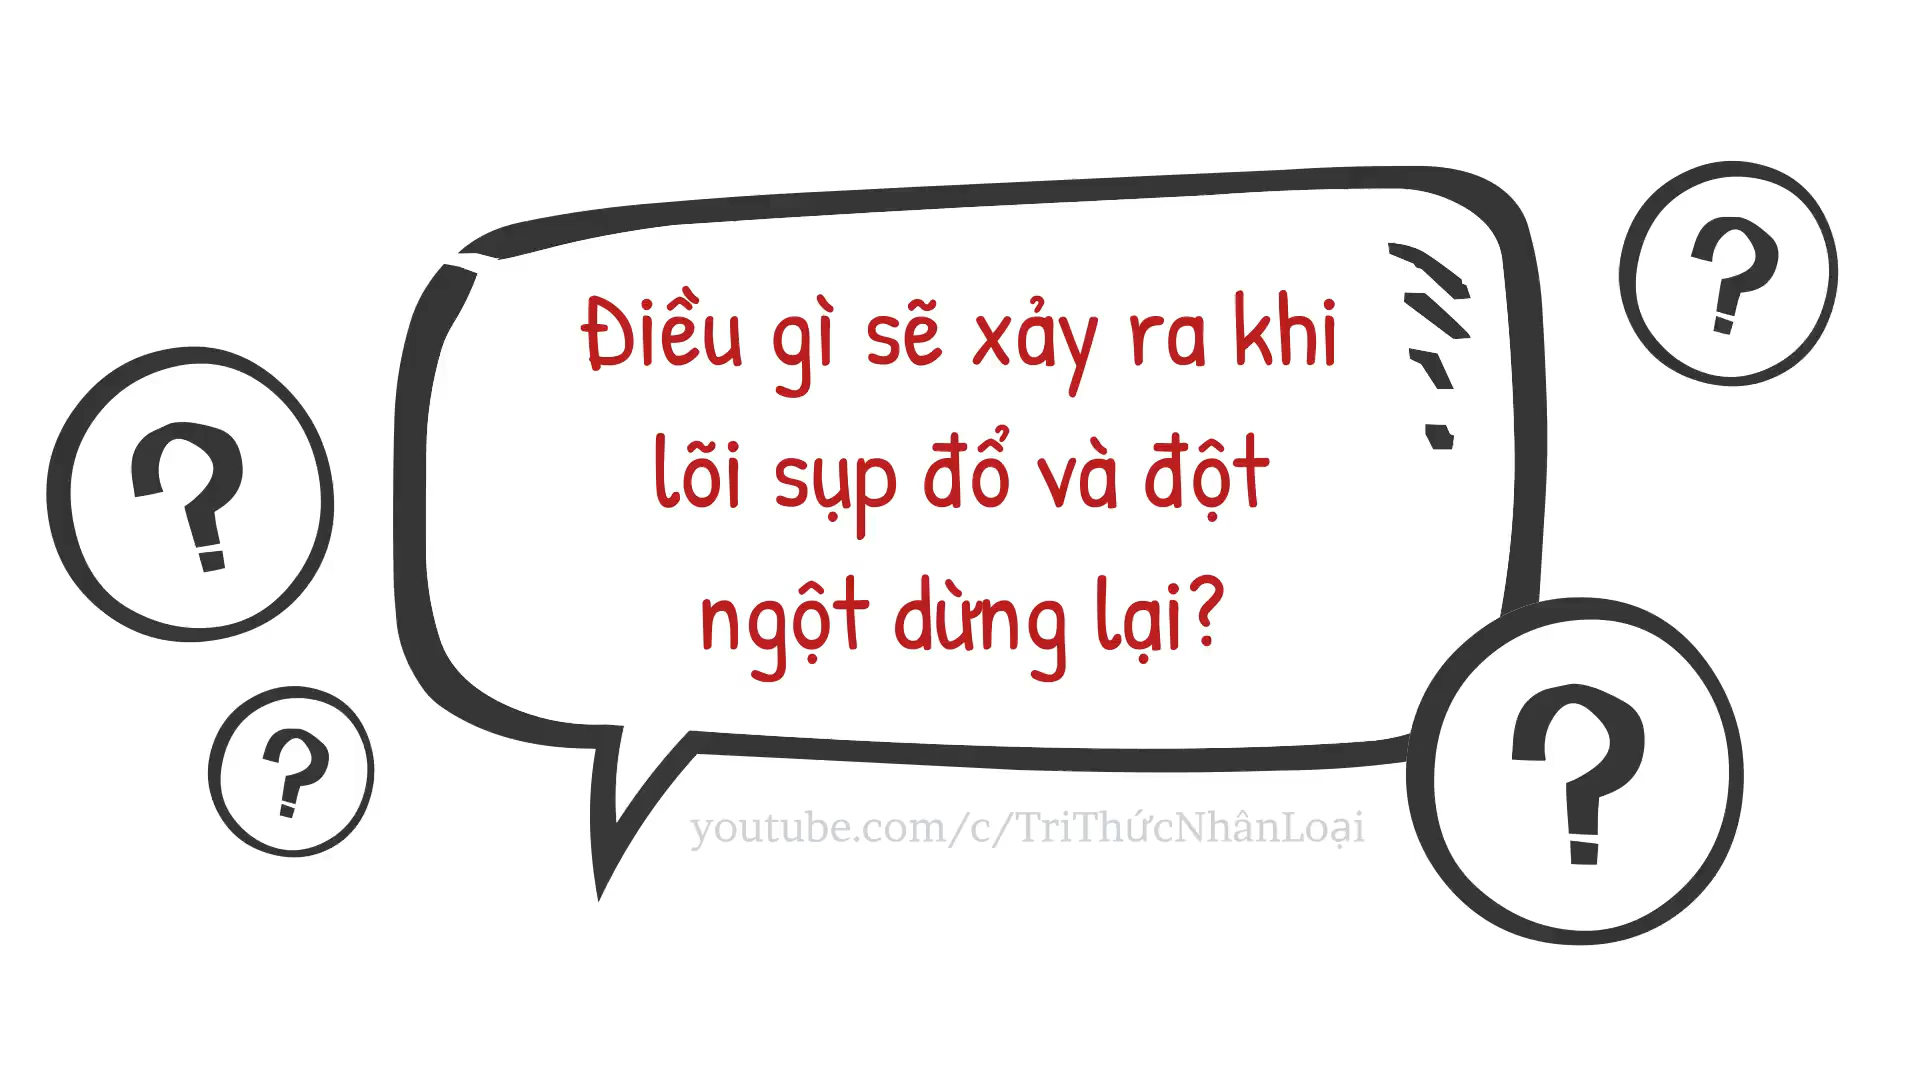 Điều gì sẽ xảy ra khi
lõi sụp đổ và đột
ngột dừng lại?
youtube.com/c/TriThứcNhânLoại
?
?
?
?